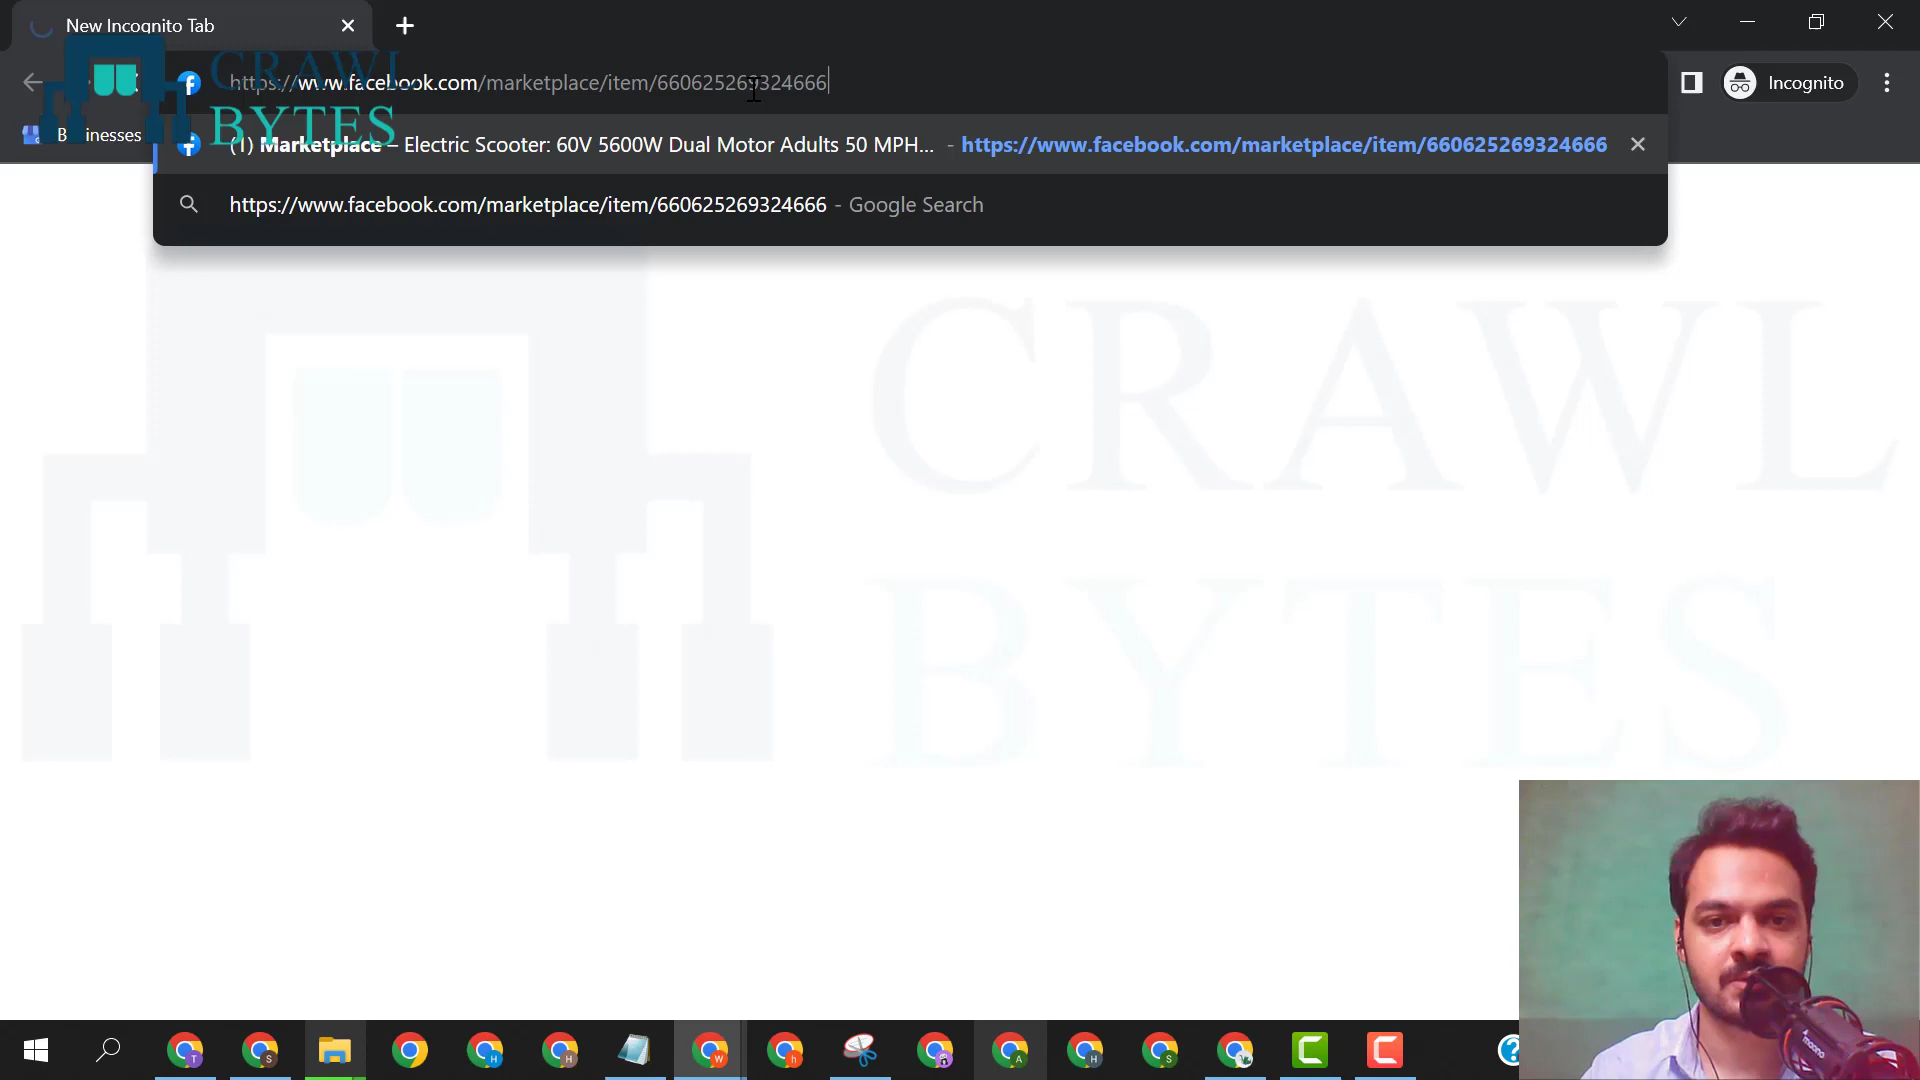 New Incognito Tab
https://www.facebook.com/marketplace/item/660625269324666
Incognito
Businesses
CRAWL
BYTES
(1) Marketplace – Electric Scooter: 60V 5600W Dual Motor Adults 50 MPH... - https://www.facebook.com/marketplace/item/660625269324666
https://www.facebook.com/marketplace/item/660625269324666 - Google Search
CRAWL
BYTES
T
S
H
H
W
h
A
H
S
maono